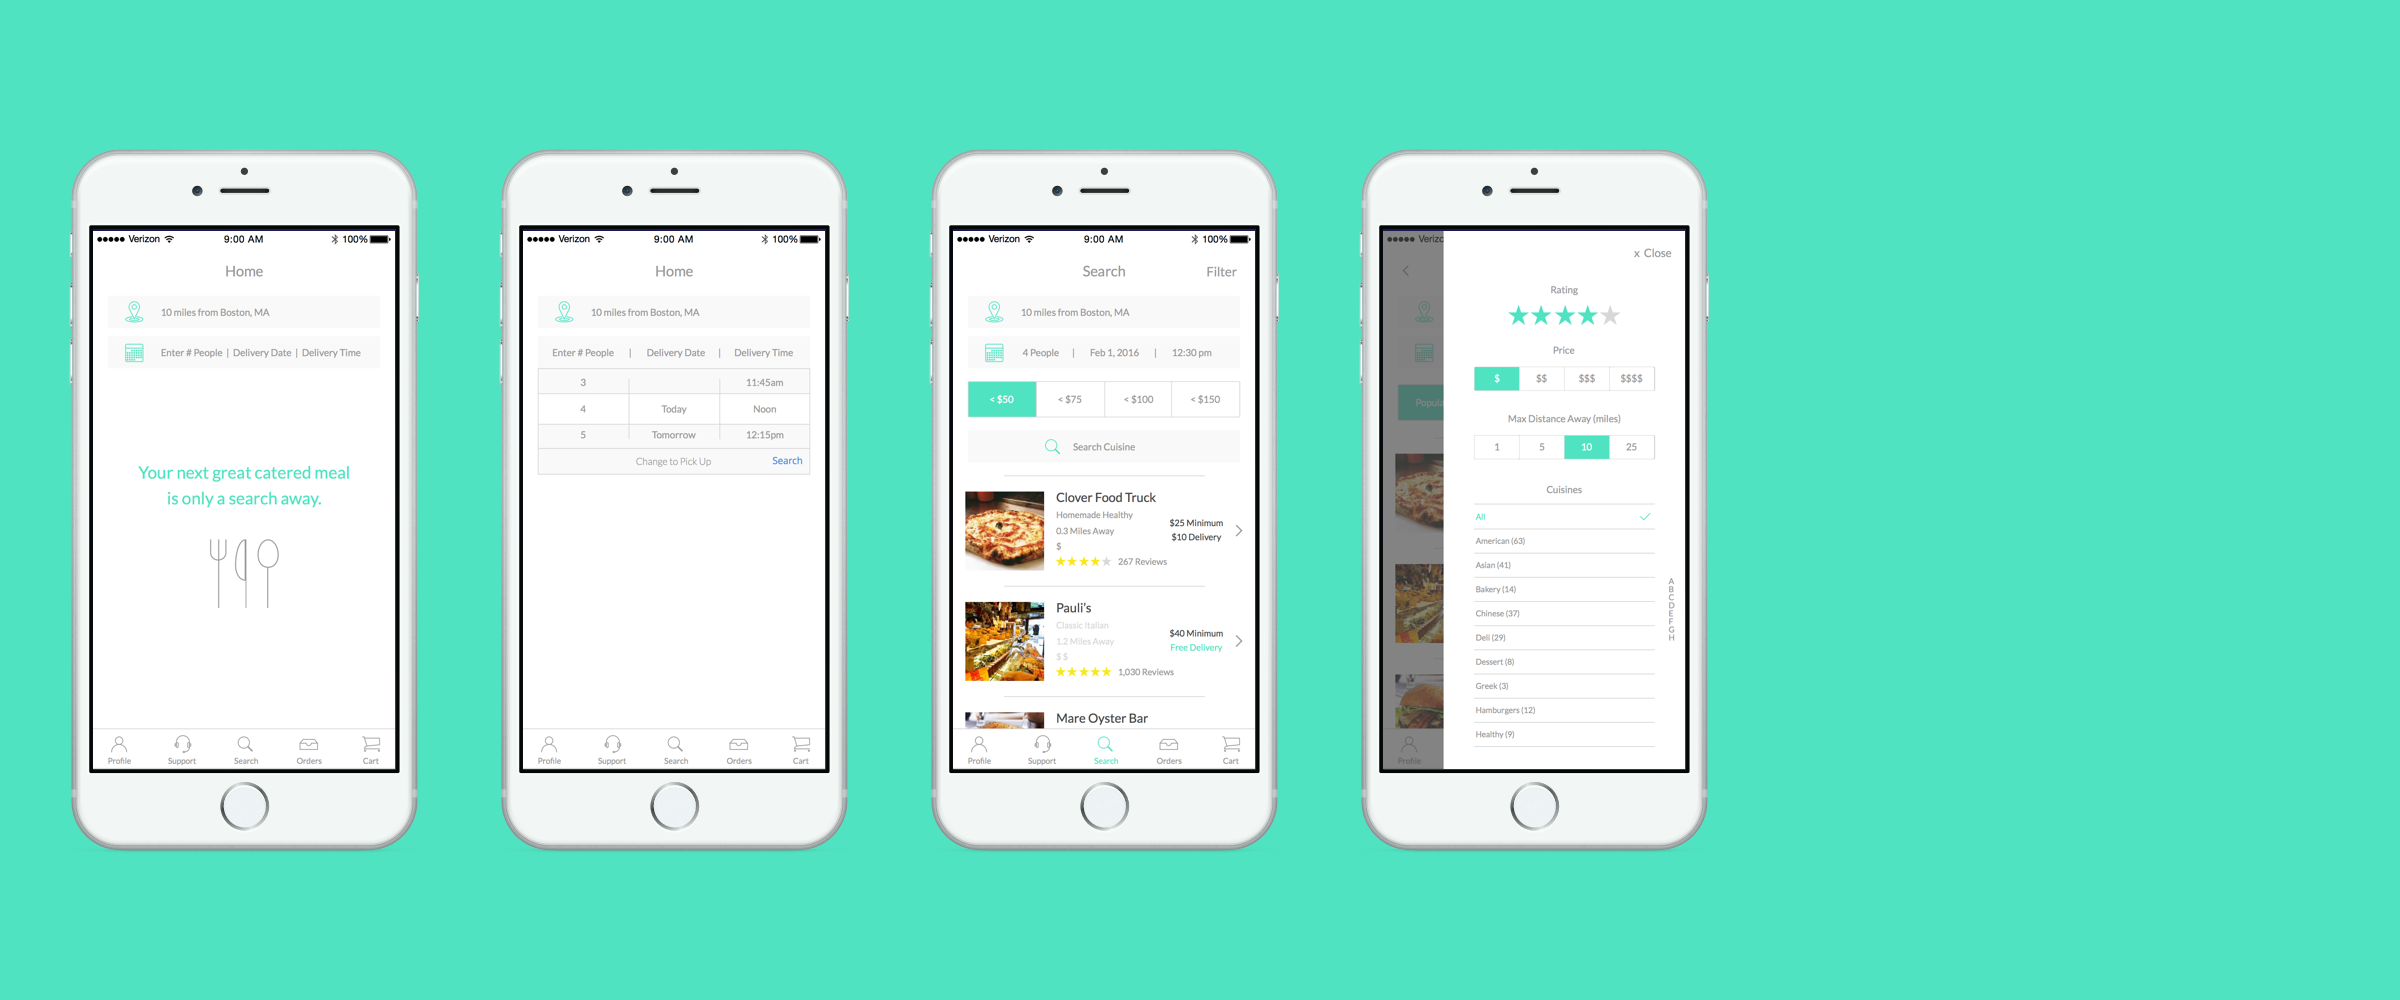 Verizon 9:00 AM 100%
Home
10 miles from Boston, MA
Enter # People | Delivery Date | Delivery Time
Your next great catered meal
is only a search away.
Profile Support Search Orders Cart
Verizon 9:00 AM 100%
Home
10 miles from Boston, MA
Enter # People | Delivery Date | Delivery Time
3 11:45am
4 Today Noon
5 Tomorrow 12:15pm
Change to Pick Up Search
Profile Support Search Orders Cart
Verizon 9:00 AM 100%
Search Filter
10 miles from Boston, MA
4 People | Feb 1, 2016 | 12:30 pm
< $50 < $75 < $100 < $150
Search Cuisine
Clover Food Truck
Homemade Healthy
0.3 Miles Away
$
$25 Minimum
$10 Delivery
267 Reviews
Pauli's
Classic Italian
1.2 Miles Away
$ $
$40 Minimum
Free Delivery
1,030 Reviews
Mare Oyster Bar
Profile Support Search Orders Cart
Verizo
x Close
Rating
Price
$ $$ $$$ $$$$
Popula
Max Distance Away (miles)
1 5 10 25
Cuisines
All
American (63)
Asian (41)
Bakery (14)
Chinese (37)
Deli (29)
Dessert (8)
Greek (3)
Hamburgers (12)
Healthy (9)
A
B
C
D
E
F
G
H
Profile